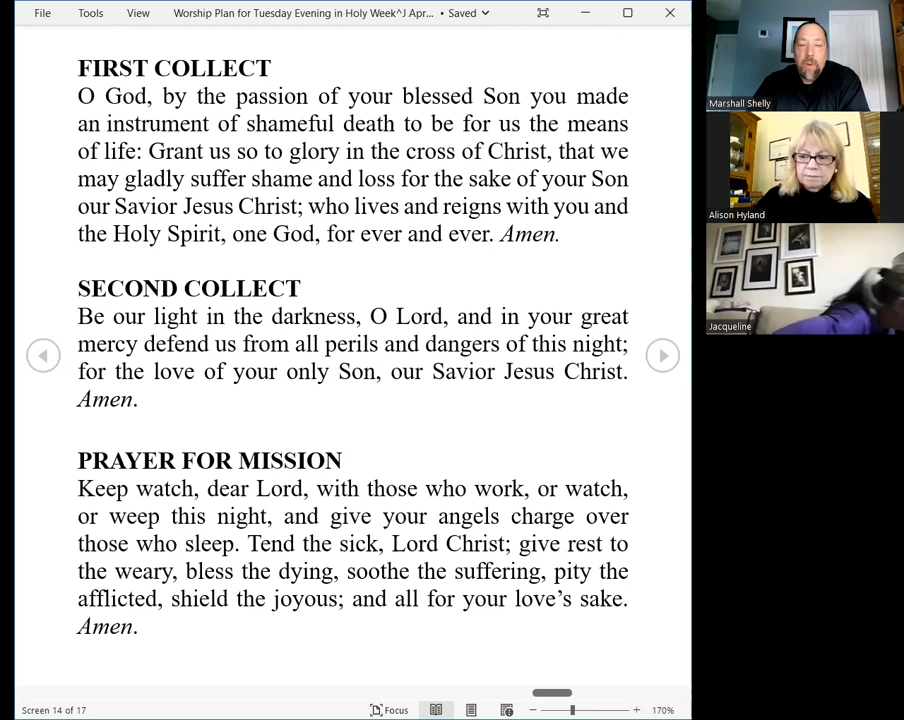 File Tools View Worship Plan for Tuesday Evening in Holy Week^J Apr... • Saved
FIRST COLLECT
O God, by the passion of your blessed Son you made
an instrument of shameful death to be for us the means
of life: Grant us so to glory in the cross of Christ, that we
may gladly suffer shame and loss for the sake of your Son
our Savior Jesus Christ; who lives and reigns with you and
the Holy Spirit, one God, for ever and ever. Amen.
SECOND COLLECT
Be our light in the darkness, O Lord, and in your great
mercy defend us from all perils and dangers of this night;
for the love of your only Son, our Savior Jesus Christ.
Amen.
PRAYER FOR MISSION
Keep watch, dear Lord, with those who work, or watch,
or weep this night, and give your angels charge over
those who sleep. Tend the sick, Lord Christ; give rest to
the weary, bless the dying, soothe the suffering, pity the
afflicted, shield the joyous; and all for your love’s sake.
Amen.
Screen 14 of 17 Focus 170%
Marshall Shelly
Alison Hyland
Jacqueline